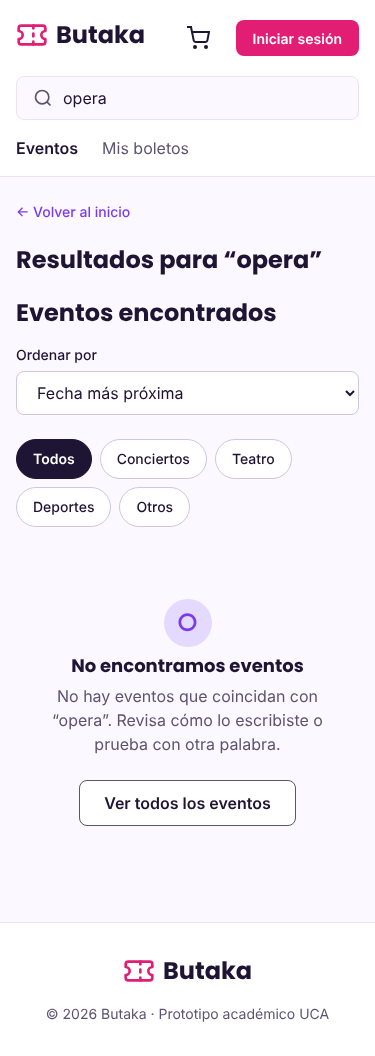 Butaka
Iniciar sesión
opera
Eventos
Mis boletos
← Volver al inicio
Resultados para “opera”
Eventos encontrados
Ordenar por
Fecha más próxima
Todos
Conciertos
Teatro
Deportes
Otros
No encontramos eventos
No hay eventos que coincidan con
“opera”. Revisa cómo lo escribiste o
prueba con otra palabra.
Ver todos los eventos
Butaka
© 2026 Butaka · Prototipo académico UCA